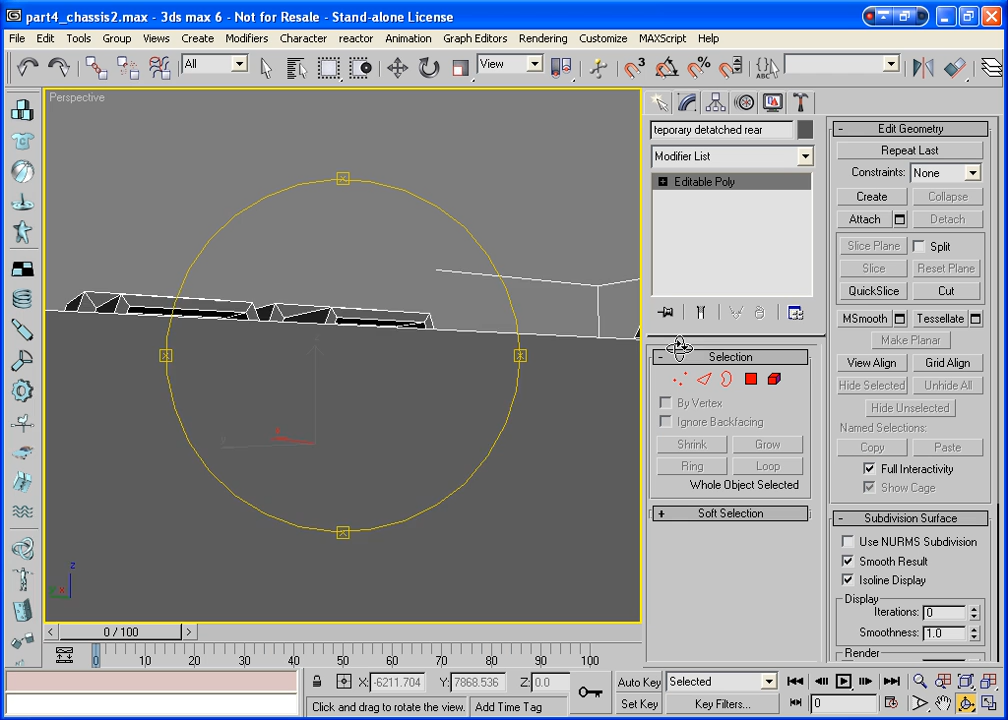 part4_chassis2.max - 3ds max 6 - Not for Resale - Stand-alone License
File Edit Tools Group Views Create Modifiers Character reactor Animation Graph Editors Rendering Customize MAXScript Help
All View 3
Perspective
teporary detatched rear
Modifier List
Editable Poly
Selection
By Vertex
Ignore Backfacing
Shrink Grow
Ring Loop
Whole Object Selected
Soft Selection
Edit Geometry
Repeat Last
Constraints: None
Create Collapse
Attach Detach
Slice Plane Split
Slice Reset Plane
QuickSlice Cut
MSmooth Tessellate
Make Planar
View Align Grid Align
Hide Selected Unhide All
Hide Unselected
Named Selections:
Copy Paste
Full Interactivity
Show Cage
Subdivision Surface
Use NURMS Subdivision
Smooth Result
Isoline Display
Display
Iterations: 0
Smoothness: 1.0
Render
z
x
0 / 100
0 10 20 30 40 50 60 70 80 90 100
X: -6211.704 Y: 7868.536 Z: 0.0
Auto Key Selected
Click and drag to rotate the view. Add Time Tag
Set Key Key Filters... 0